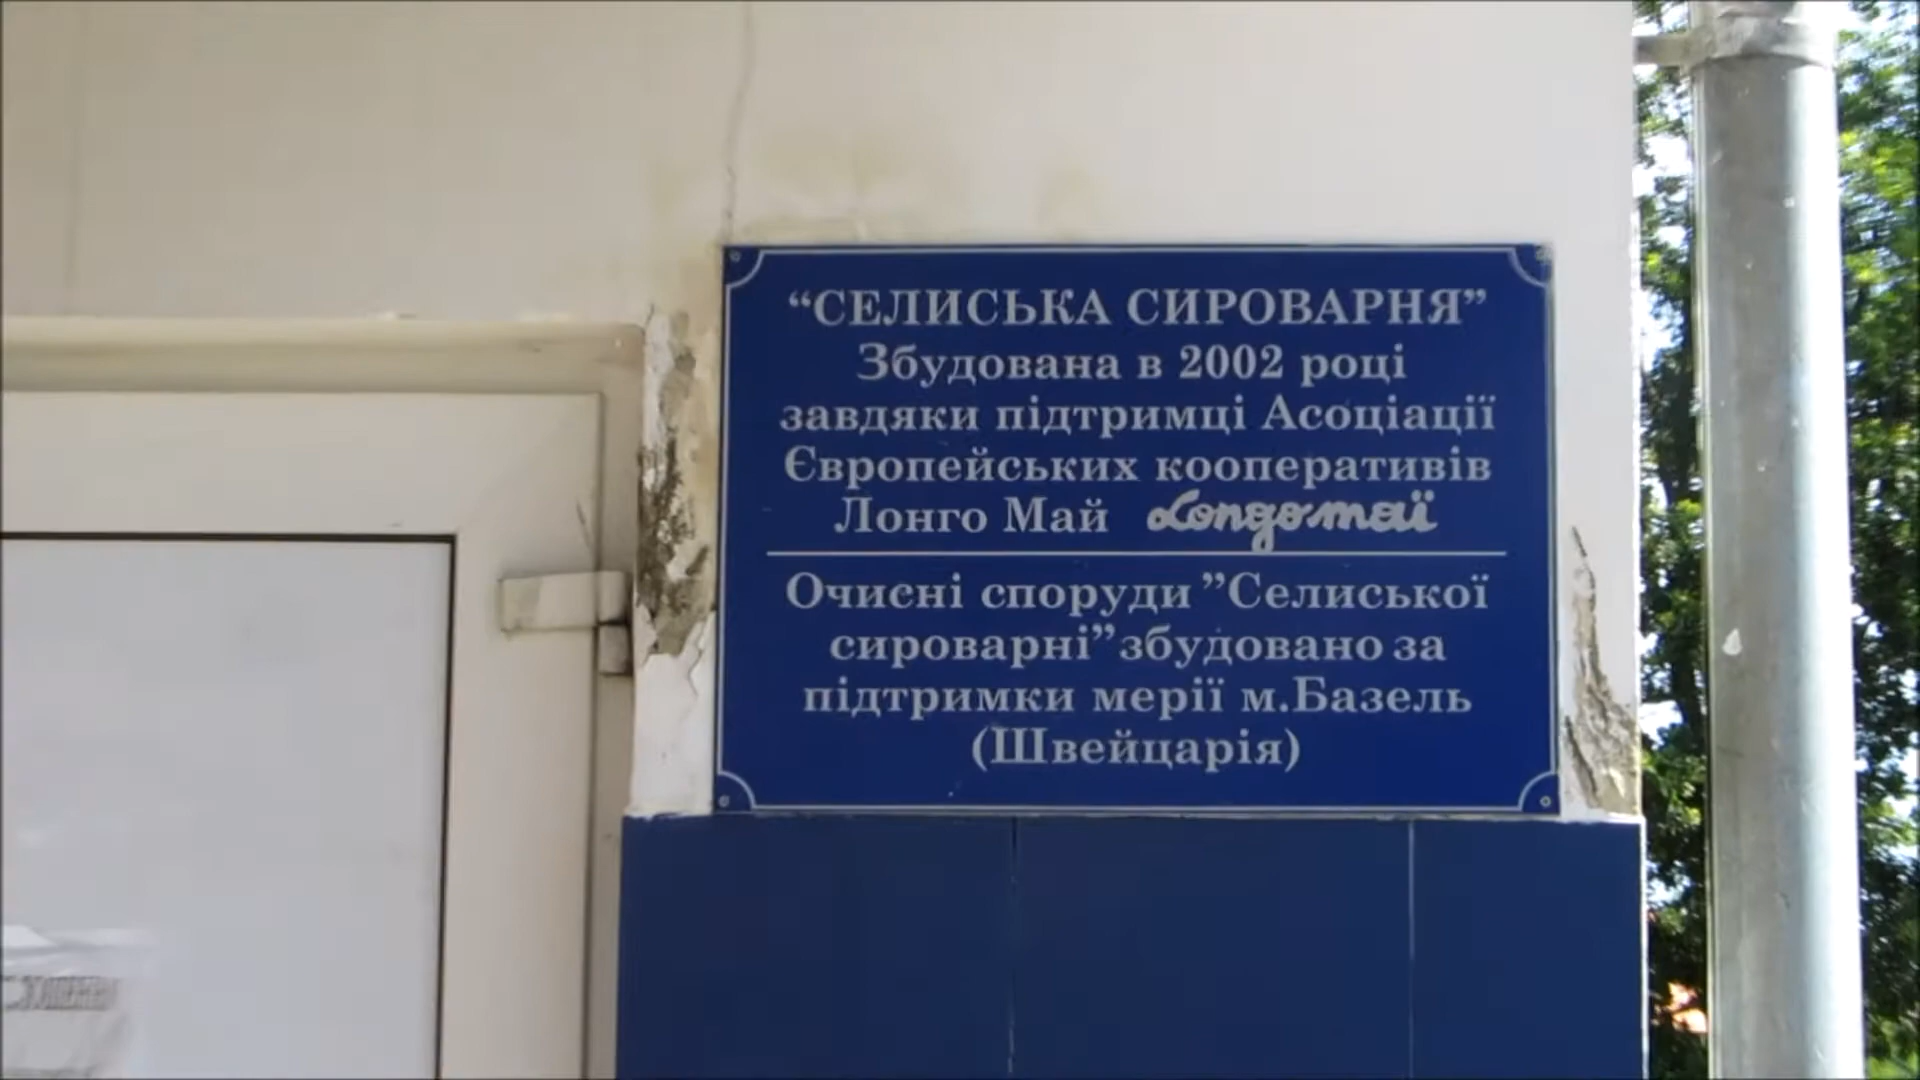 “СЕЛИСЬКА СИРОВАРНЯ”
Збудована в 2002 році
завдяки підтримці Асоціації
Європейських кооперативів
Лонго Май Longo maï
Очисні споруди ”Селиської
сироварні” збудовано за
підтримки мерії м.Базель
(Швейцарія)